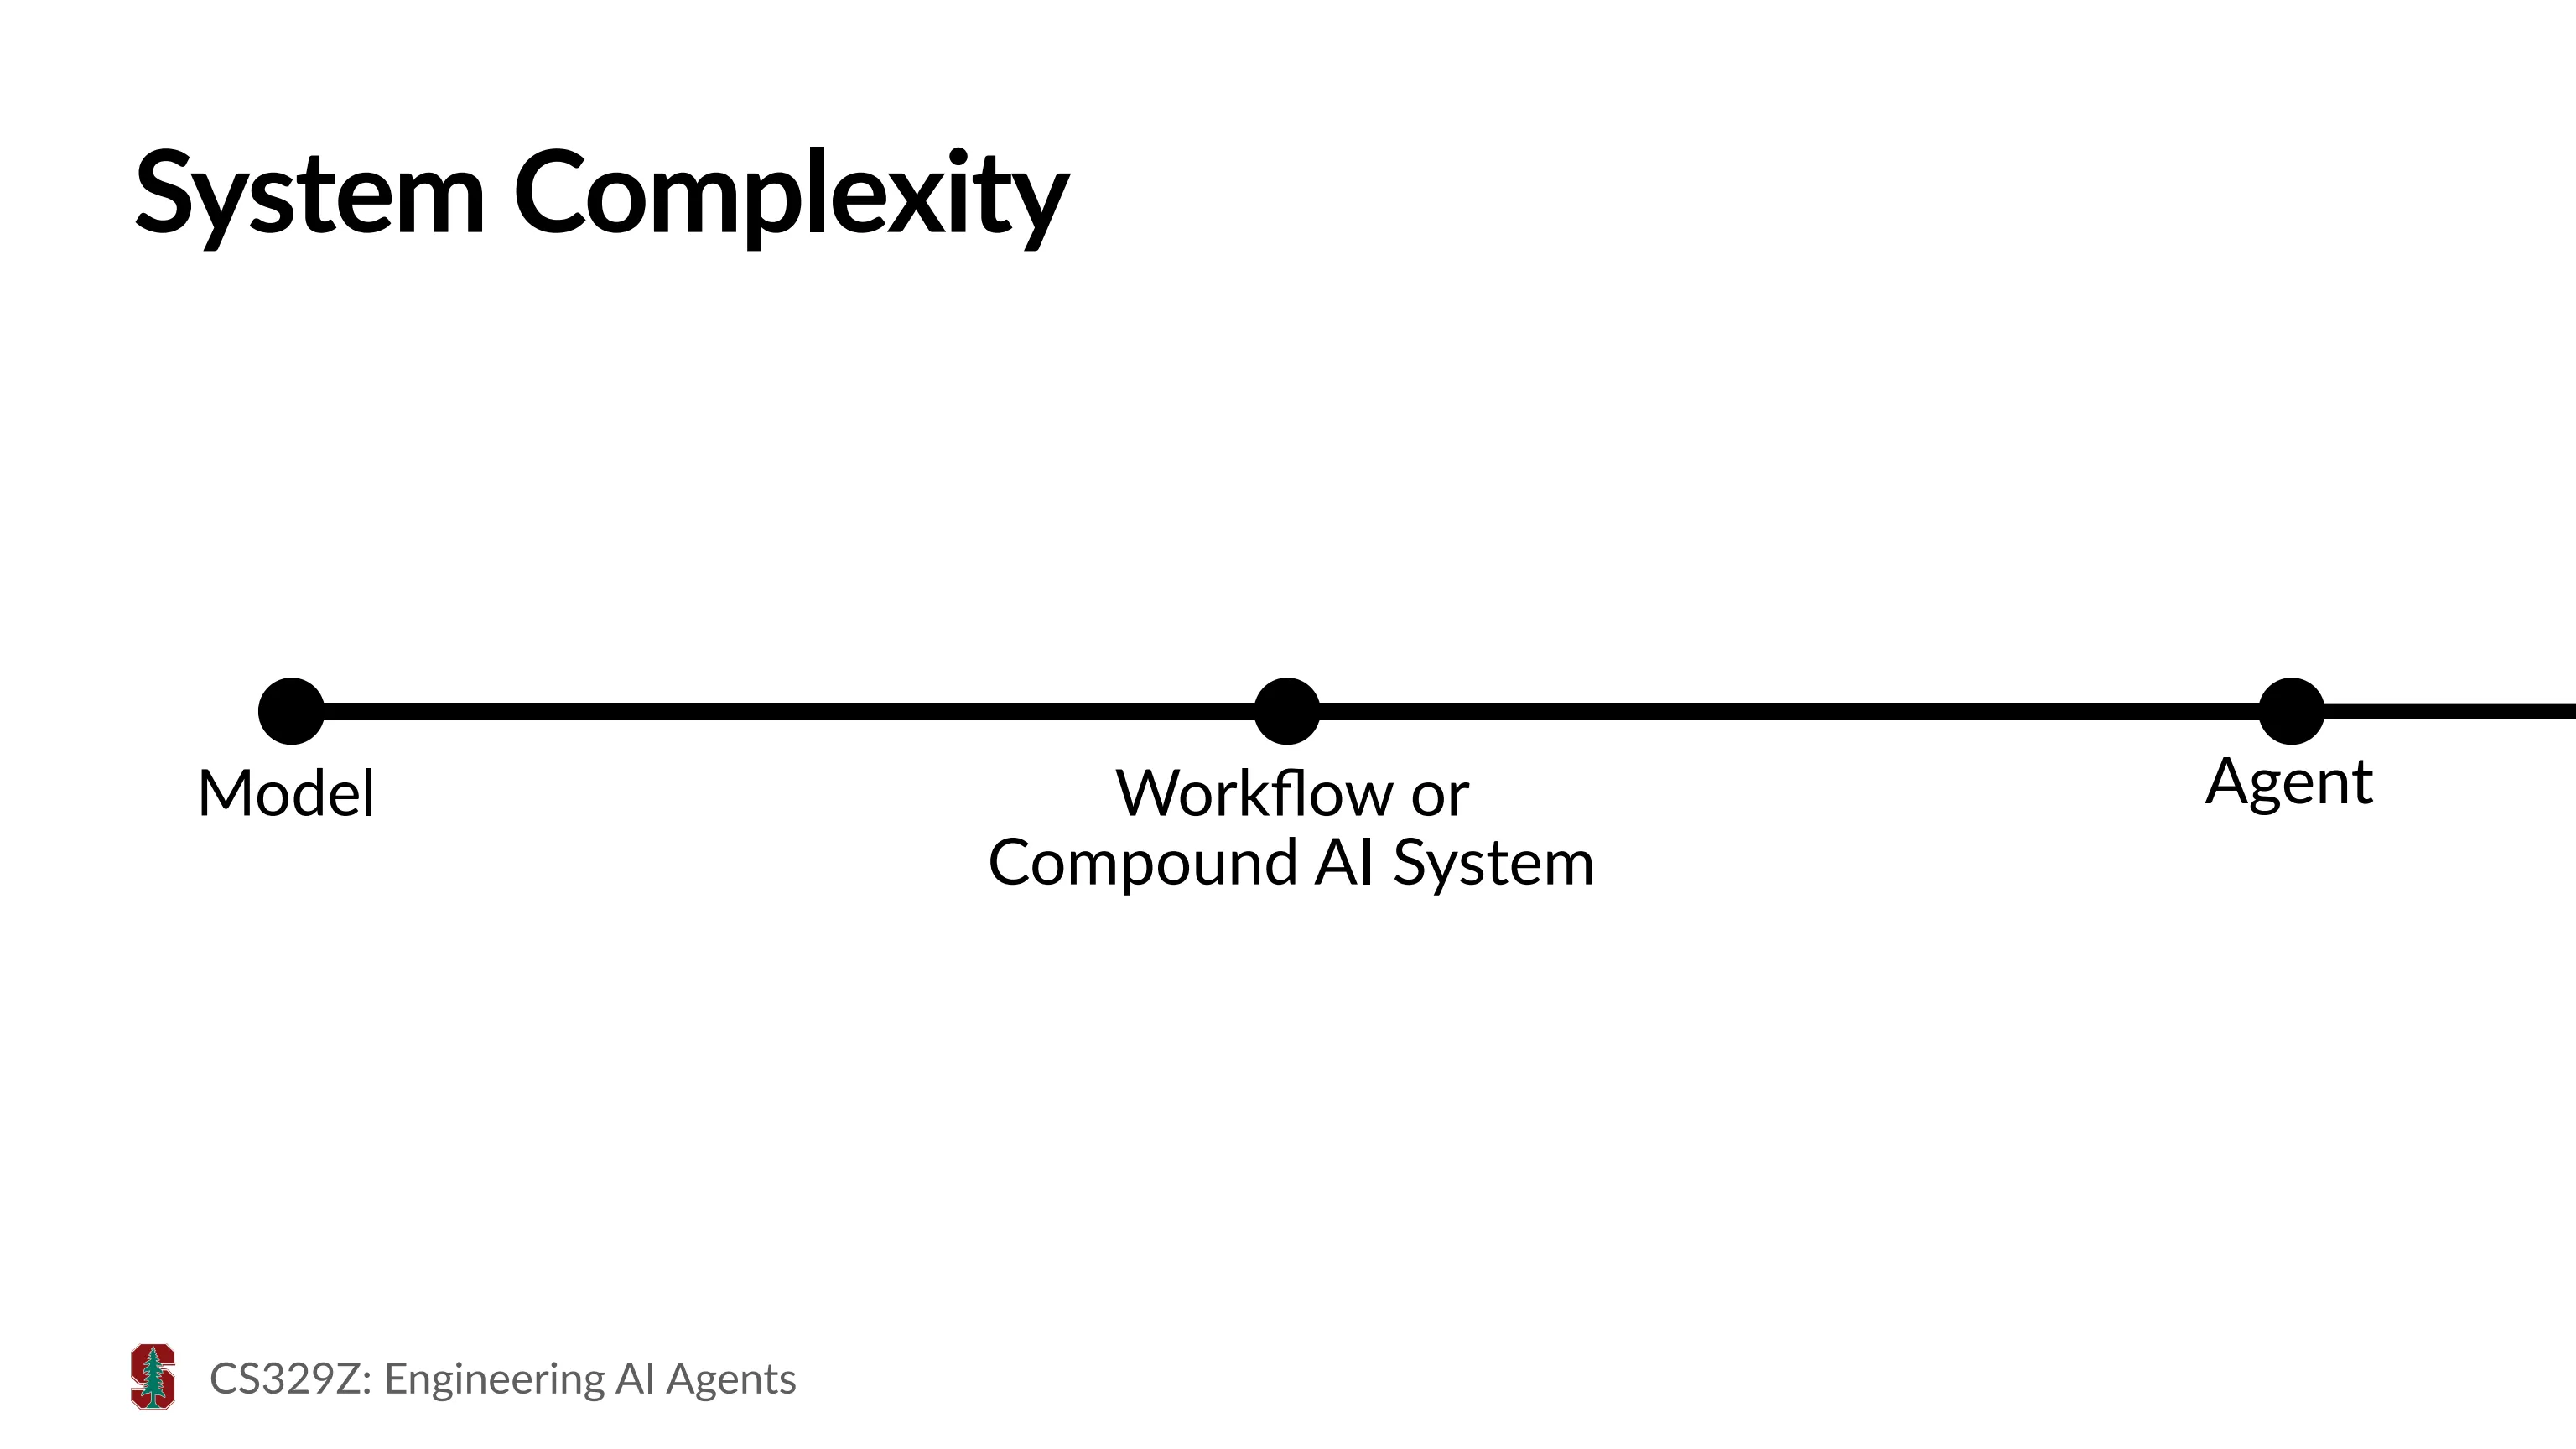 System Complexity
Model
Workflow or
Compound AI System
Agent
CS329Z: Engineering AI Agents